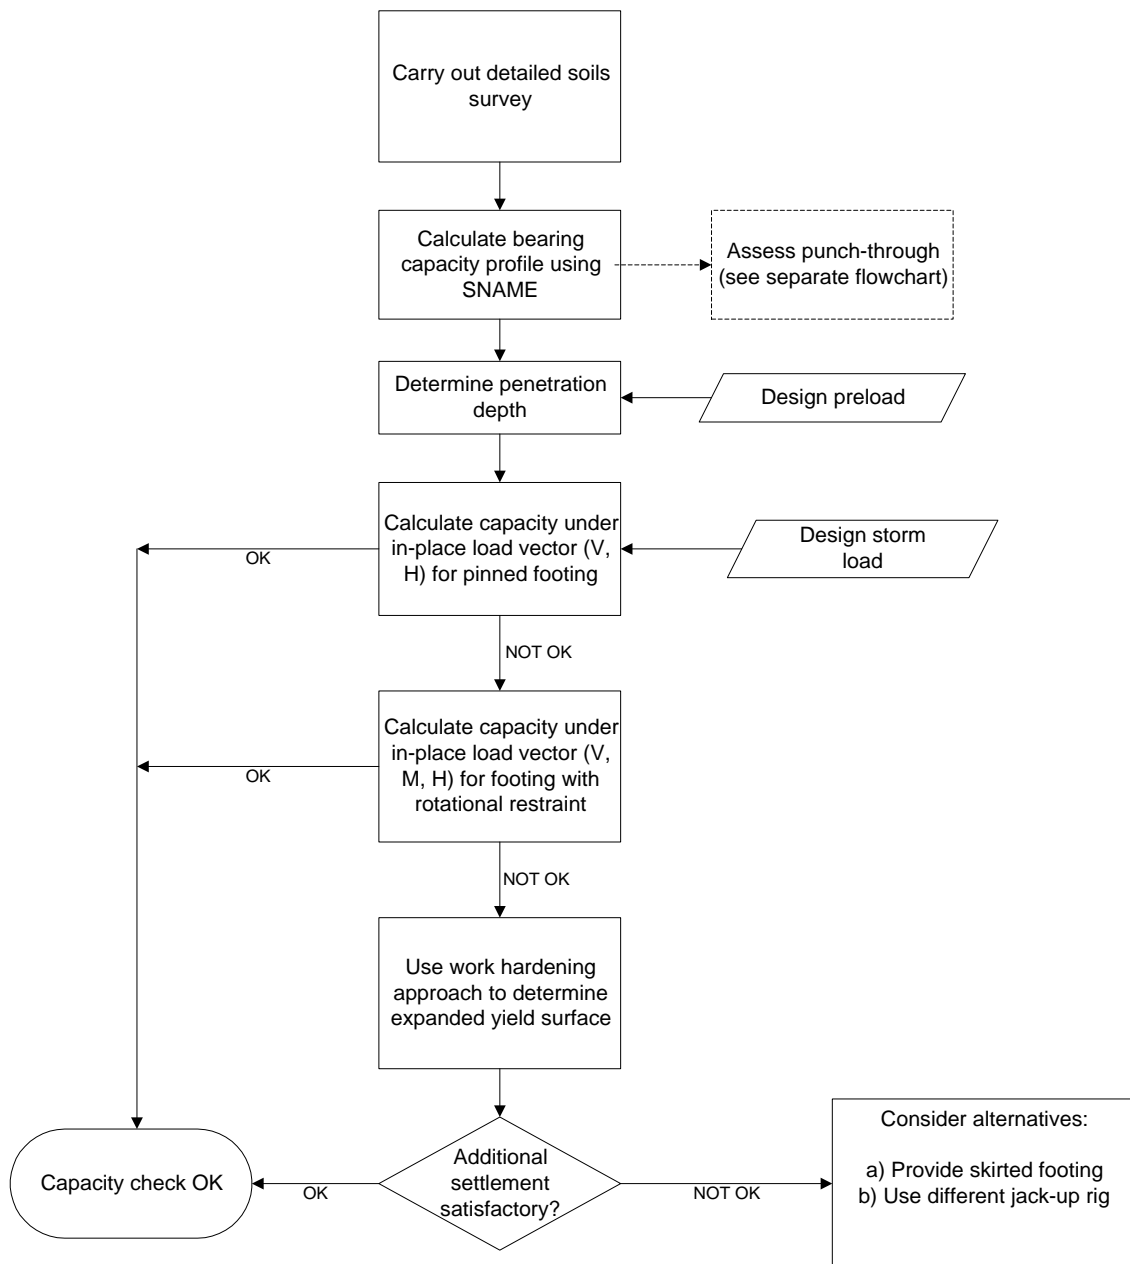 Carry out detailed soils
survey
Calculate bearing
capacity profile using
SNAME
Assess punch-through
(see separate flowchart)
Determine penetration
depth
Design preload
Calculate capacity under
in-place load vector (V,
H) for pinned footing
Design storm
load
OK
NOT OK
Calculate capacity under
in-place load vector (V,
M, H) for footing with
rotational restraint
OK
NOT OK
Use work hardening
approach to determine
expanded yield surface
Additional
settlement
satisfactory?
OK
NOT OK
Capacity check OK
Consider alternatives:
a) Provide skirted footing
b) Use different jack-up rig